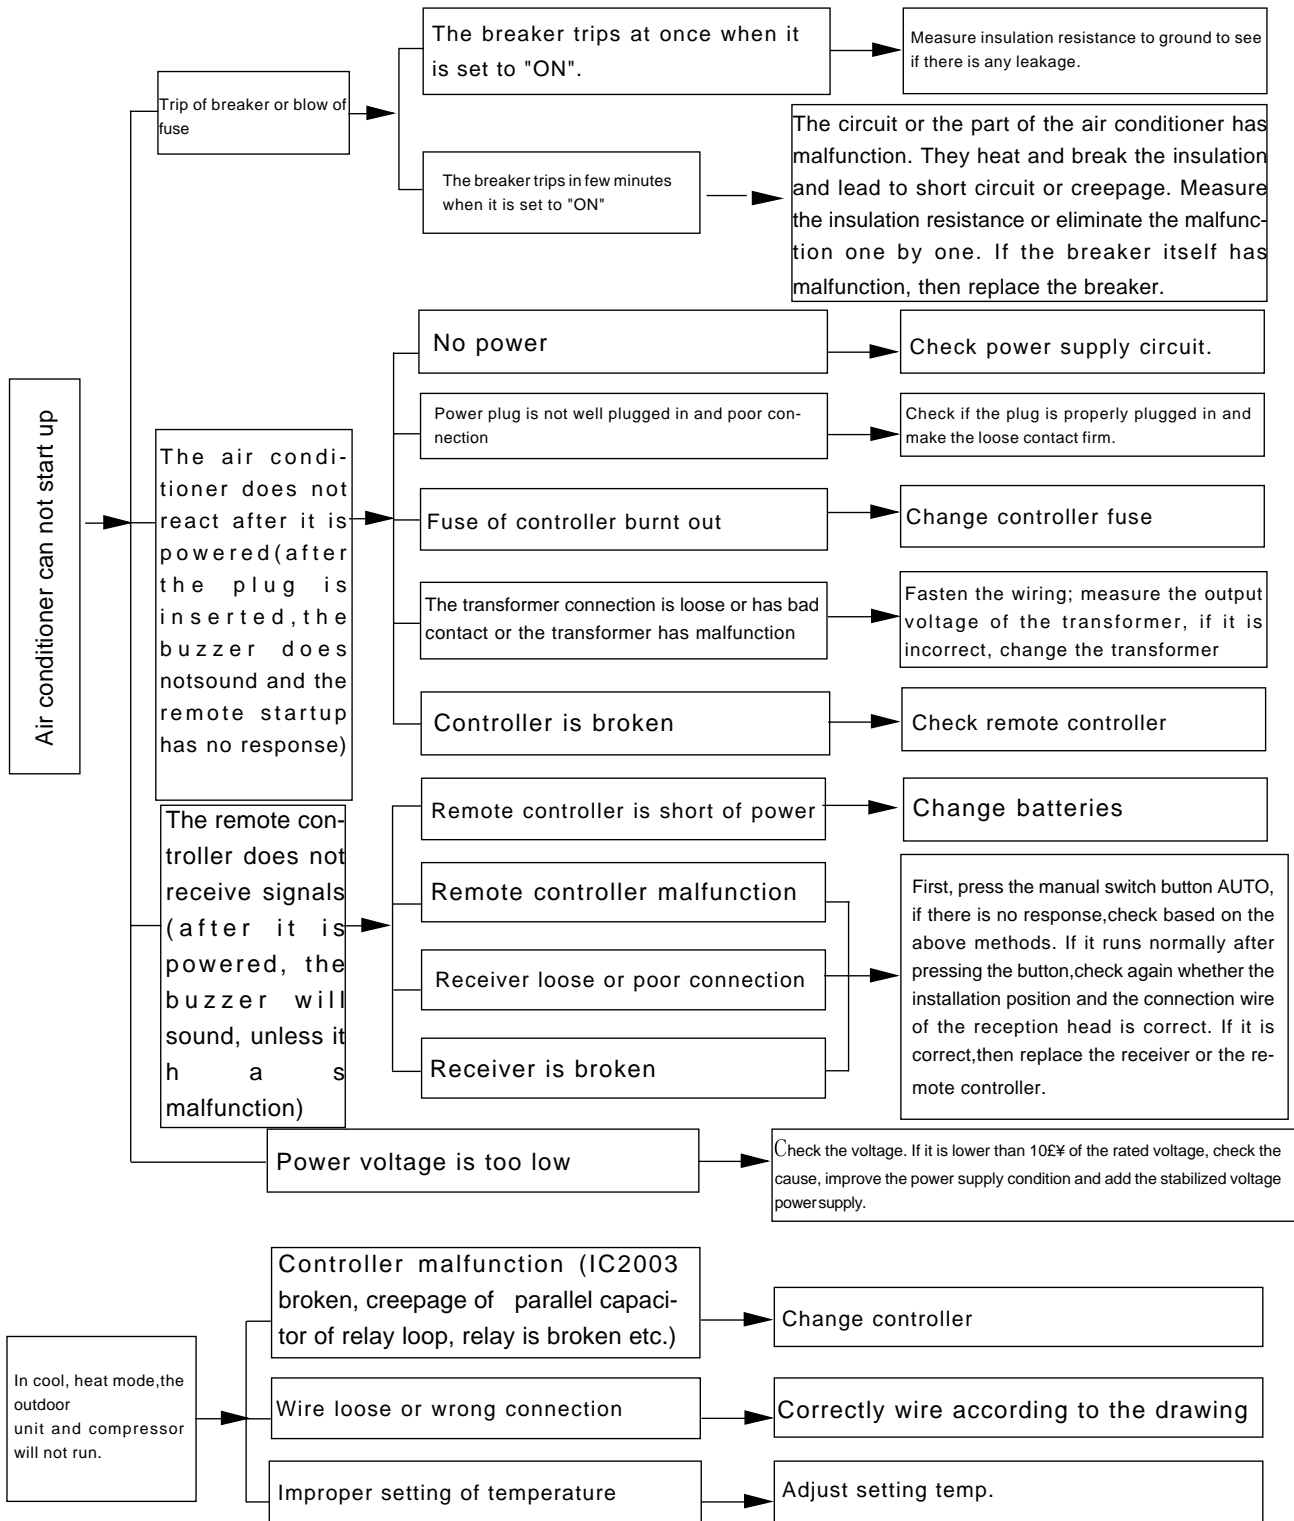 The breaker trips at once when it
is set to "ON".
Measure insulation resistance to ground to see
if there is any leakage.
Trip of breaker or blow of
fuse
The breaker trips in few minutes
when it is set to "ON"
The circuit or the part of the air conditioner has
malfunction. They heat and break the insulation
and lead to short circuit or creepage. Measure
the insulation resistance or eliminate the malfunc-
tion one by one. If the breaker itself has
malfunction, then replace the breaker.
Air conditioner can not start up
The air condi-
tioner does not
react after it is
powered(after
the plug is
inserted,the
buzzer does
notsound and the
remote startup
has no response)
No power
Check power supply circuit.
Power plug is not well plugged in and poor con-
nection
Check if the plug is properly plugged in and
make the loose contact firm.
Fuse of controller burnt out
Change controller fuse
The transformer connection is loose or has bad
contact or the transformer has malfunction
Fasten the wiring; measure the output
voltage of the transformer, if it is
incorrect, change the transformer
Controller is broken
Check remote controller
The remote con-
troller does not
receive signals
(after it is
powered, the
buzzer will
sound, unless it
h a s
malfunction)
Remote controller is short of power
Change batteries
Remote controller malfunction
Receiver loose or poor connection
Receiver is broken
First, press the manual switch button AUTO,
if there is no response,check based on the
above methods. If it runs normally after
pressing the button,check again whether the
installation position and the connection wire
of the reception head is correct. If it is
correct,then replace the receiver or the re-
mote controller.
Power voltage is too low
Check the voltage. If it is lower than 10£¥ of the rated voltage, check the
cause, improve the power supply condition and add the stabilized voltage
power supply.
In cool, heat mode,the
outdoor
unit and compressor
will not run.
Controller malfunction (IC2003
broken, creepage of parallel capaci-
tor of relay loop, relay is broken etc.)
Change controller
Wire loose or wrong connection
Correctly wire according to the drawing
Improper setting of temperature
Adjust setting temp.